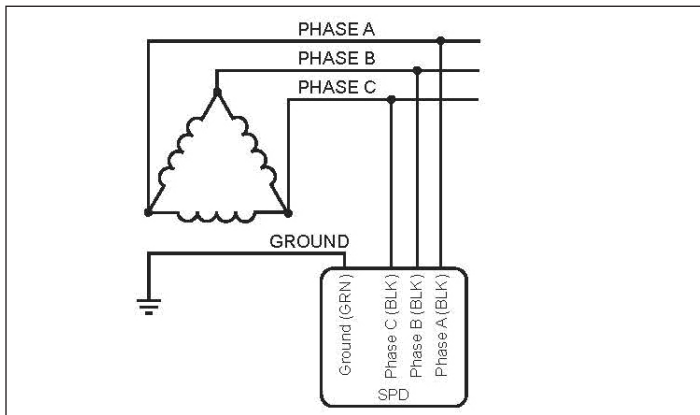 PHASE A
PHASE B
PHASE C
GROUND
Ground (GRN)
Phase C (BLK)
Phase B (BLK)
Phase A (BLK)
SPD